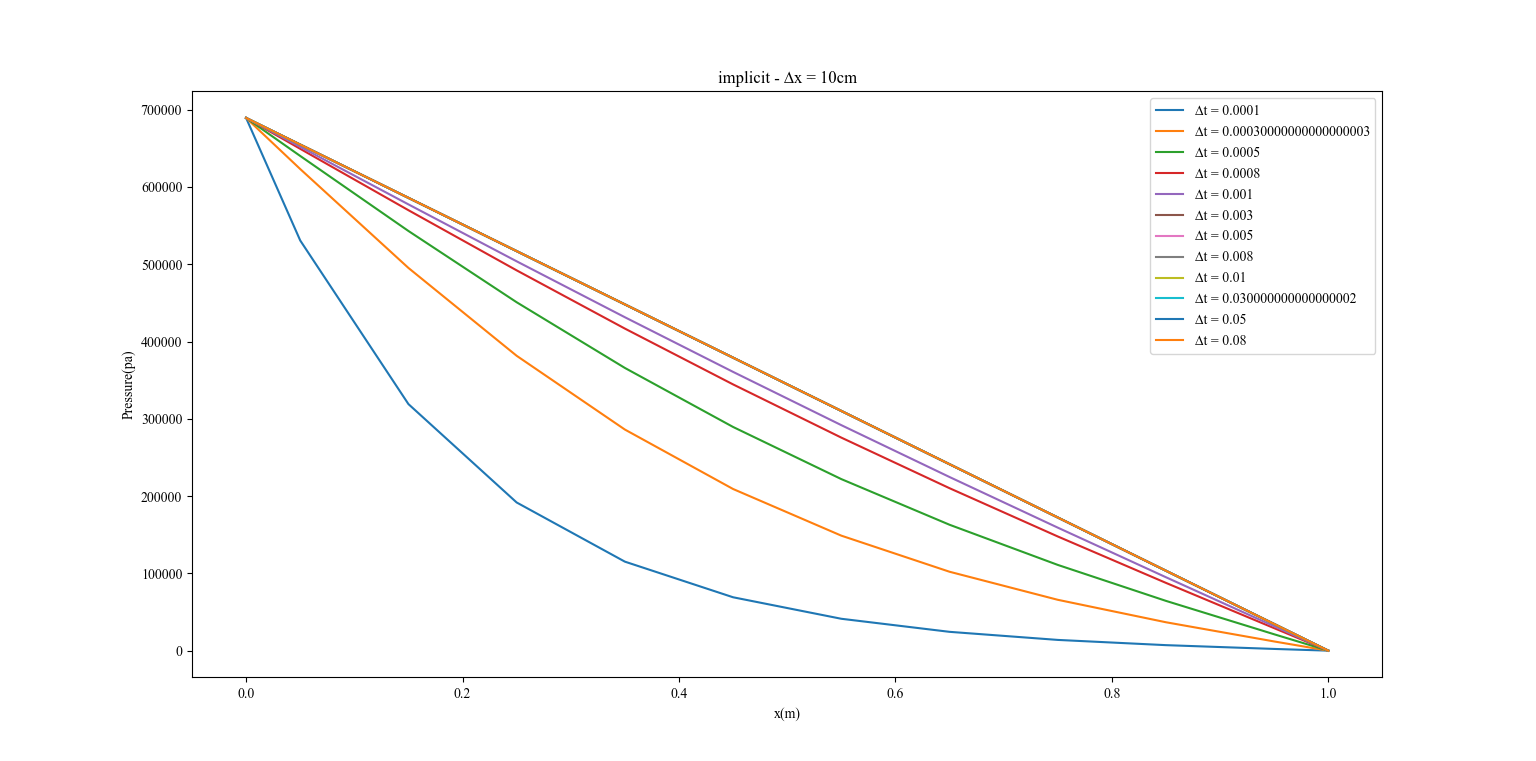 implicit - Δx = 10cm
700000
600000
500000
400000
300000
200000
100000
0
Pressure(pa)
0.0
0.2
0.4
0.6
0.8
1.0
x(m)
Δt = 0.0001
Δt = 0.00030000000000000003
Δt = 0.0005
Δt = 0.0008
Δt = 0.001
Δt = 0.003
Δt = 0.005
Δt = 0.008
Δt = 0.01
Δt = 0.030000000000000002
Δt = 0.05
Δt = 0.08